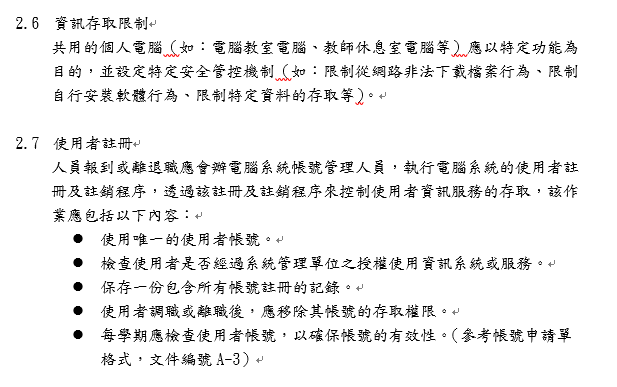 2.6 資訊存取限制
共用的個人電腦（如：電腦教室電腦、教師休息室電腦等）應以特定功能為
目的，並設定特定安全管控機制（如：限制從網路非法下載檔案行為、限制
自行安裝軟體行為、限制特定資料的存取等）。
2.7 使用者註冊
人員報到或離退職應會辦電腦系統帳號管理人員，執行電腦系統的使用者註
冊及註銷程序，透過該註冊及註銷程序來控制使用者資訊服務的存取，該作
業應包括以下內容：
● 使用唯一的使用者帳號。
● 檢查使用者是否經過系統管理單位之授權使用資訊系統或服務。
● 保存一份包含所有帳號註冊的記錄。
● 使用者調職或離職後，應移除其帳號的存取權限。
● 每學期應檢查使用者帳號，以確保帳號的有效性。(參考帳號申請單
格式，文件編號 A-3)